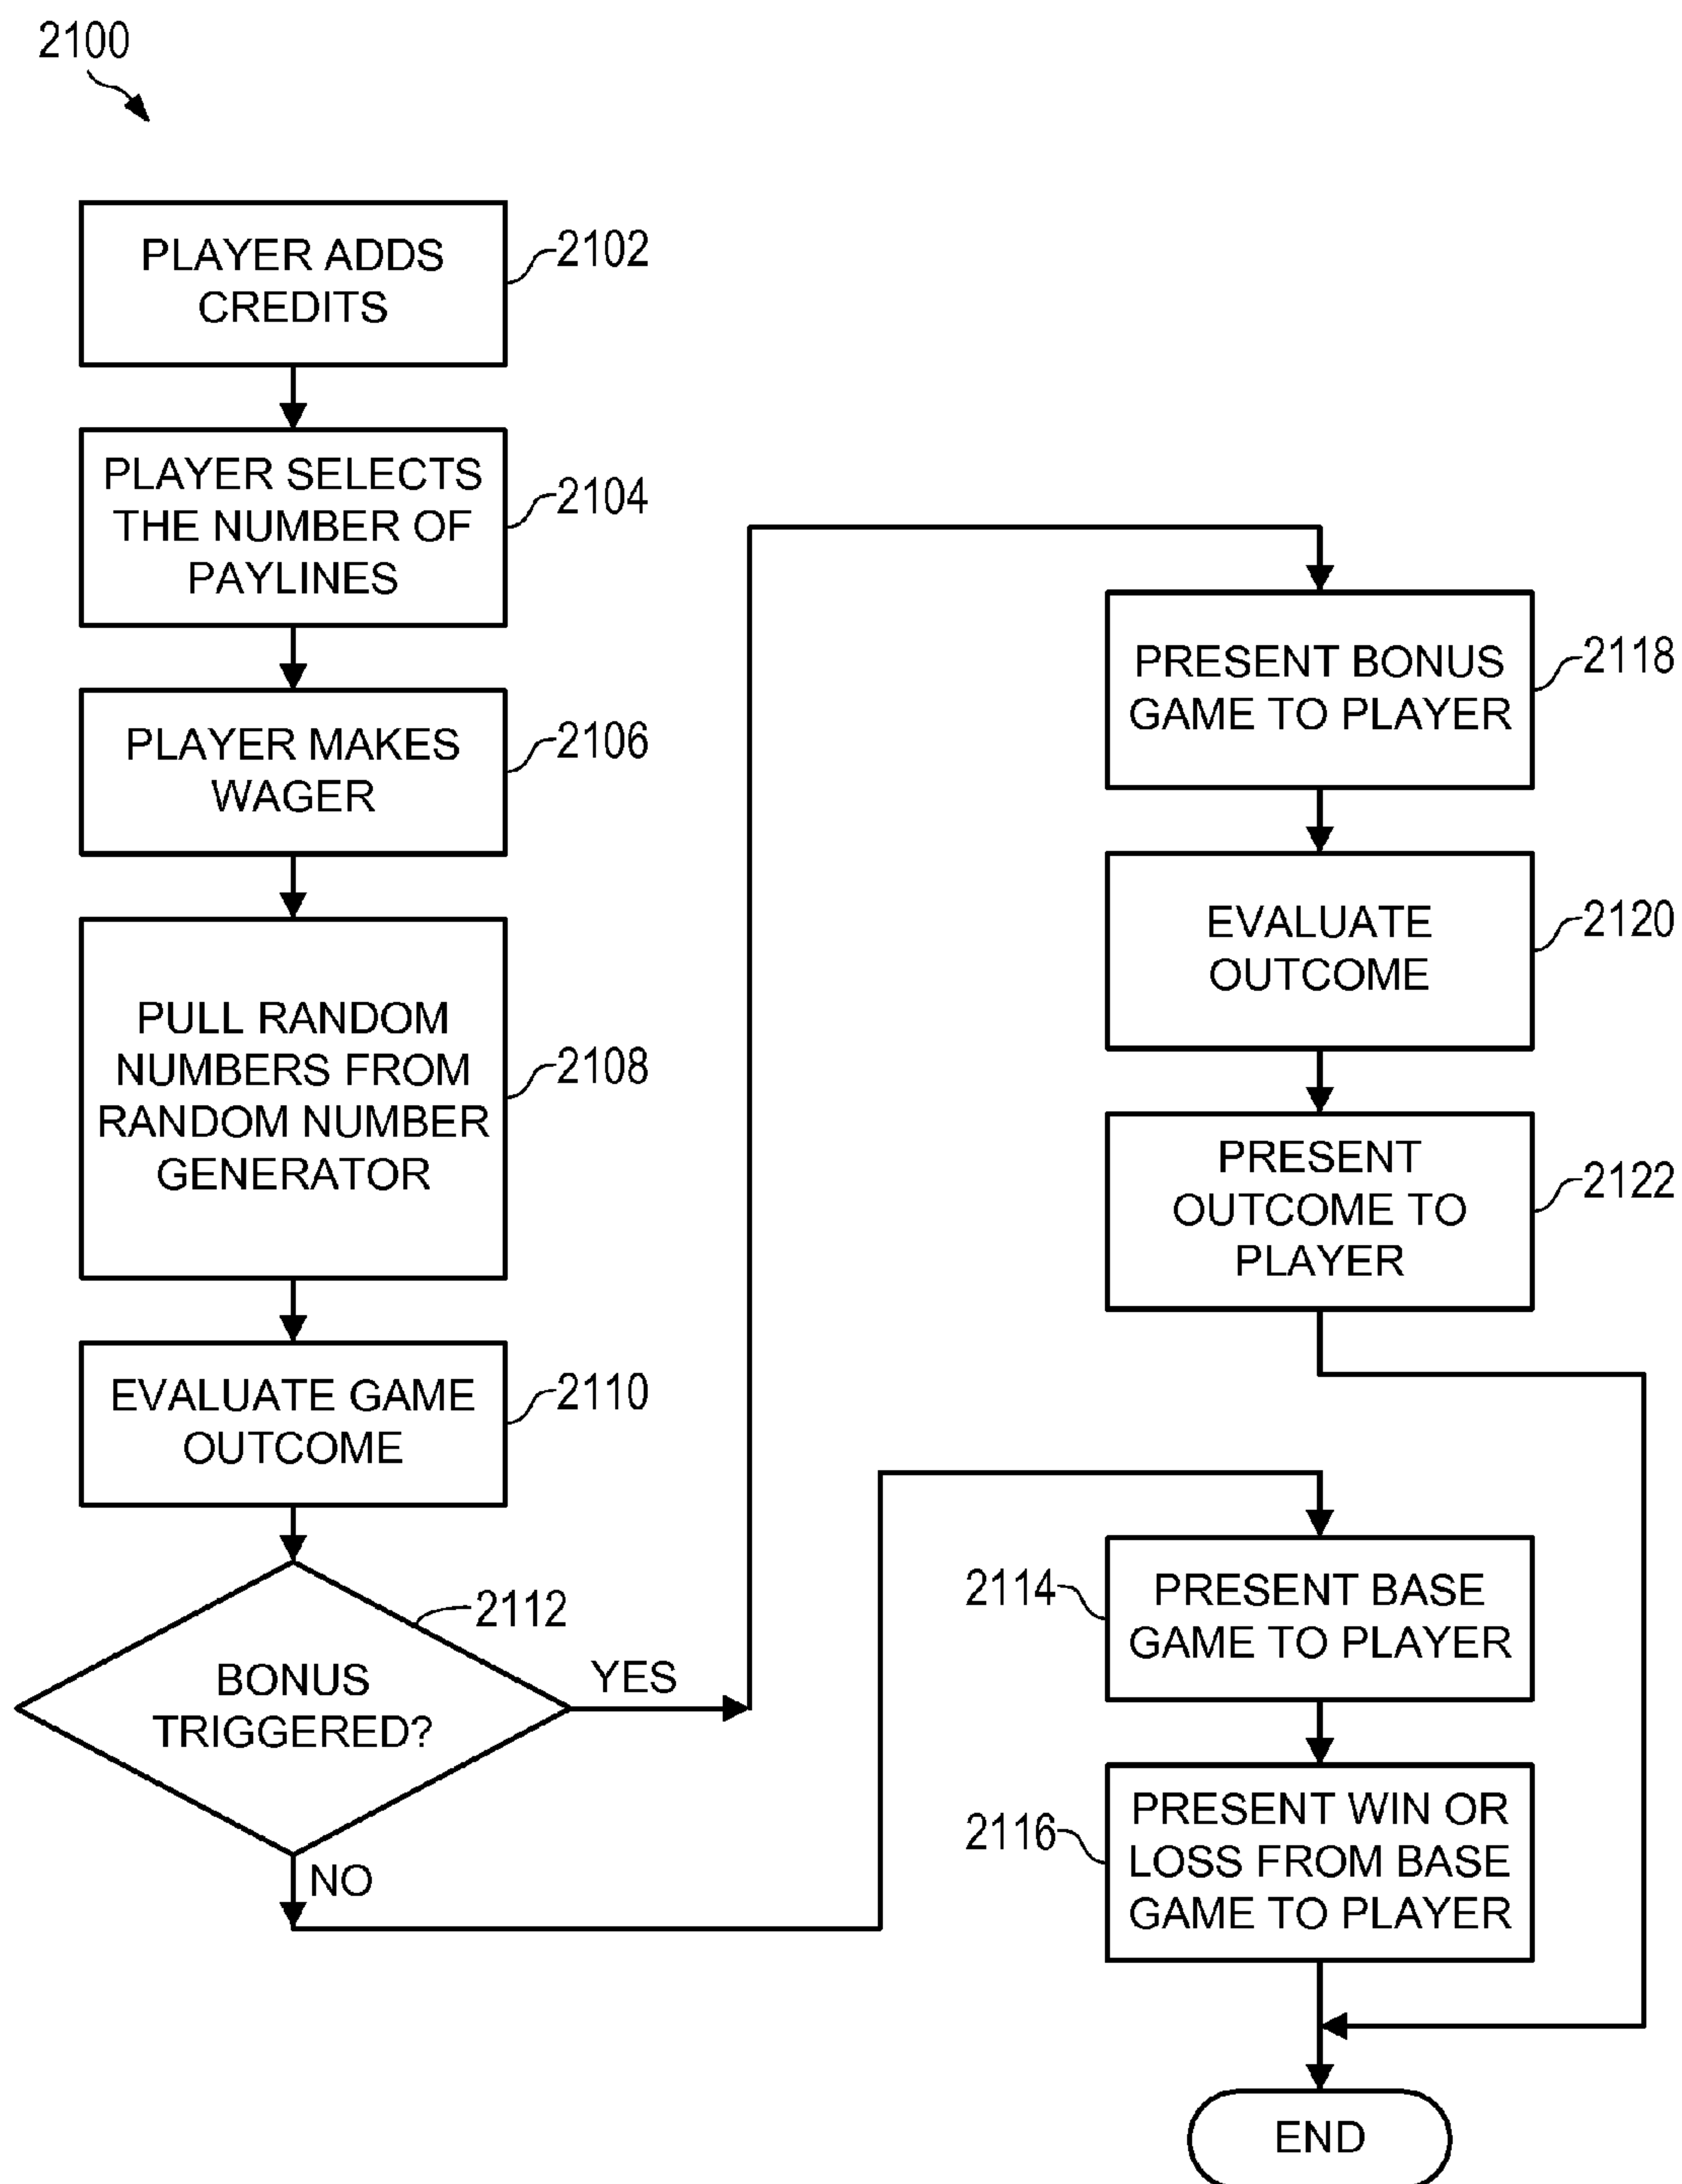 2100
PLAYER ADDS
CREDITS
2102
PLAYER SELECTS
THE NUMBER OF
PAYLINES
2104
PLAYER MAKES
WAGER
2106
PULL RANDOM
NUMBERS FROM
RANDOM NUMBER
GENERATOR
2108
EVALUATE GAME
OUTCOME
2110
BONUS
TRIGGERED?
2112
YES
NO
PRESENT BONUS
GAME TO PLAYER
2118
EVALUATE
OUTCOME
2120
PRESENT
OUTCOME TO
PLAYER
2122
2114
PRESENT BASE
GAME TO PLAYER
2116
PRESENT WIN OR
LOSS FROM BASE
GAME TO PLAYER
END